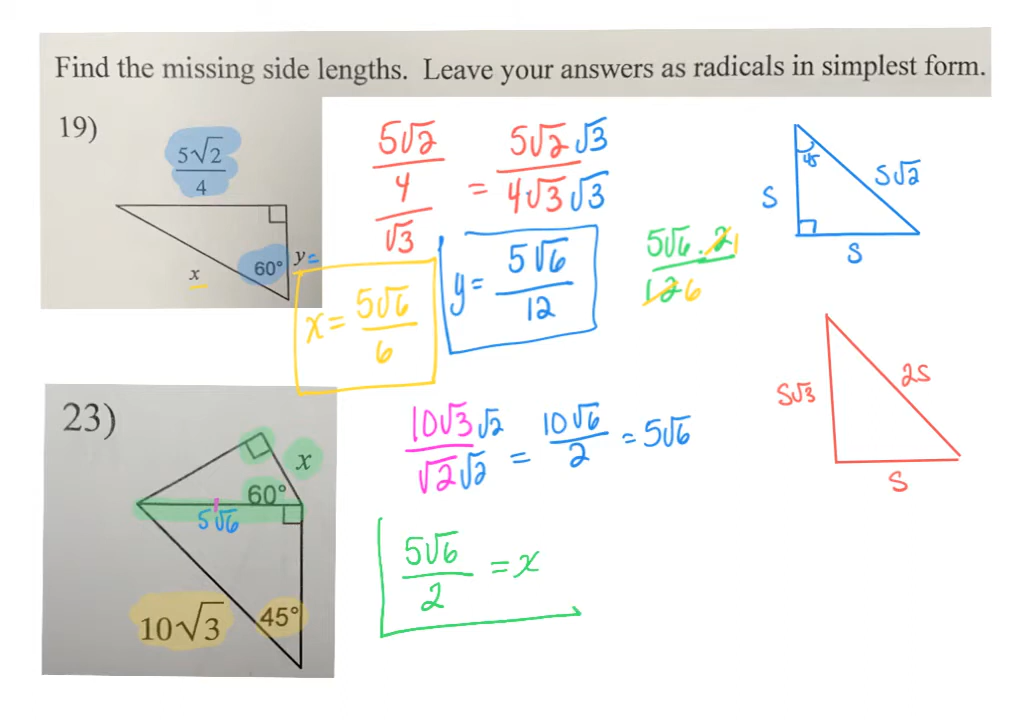 Find the missing side lengths. Leave your answers as radicals in simplest form.
19)
5√2
4
x
60°
y=
5√2
4
√3
= 5√2 √3
4√3 √3
x = 5√6
6
y = 5√6
12
5√6 · 2 1
12 6
45
S
S√2
S
S√3
2S
S
23)
x
60°
5√6
10√3
45°
10√3 √2
√2 √2
= 10√6
2
= 5√6
5√6
2
= x